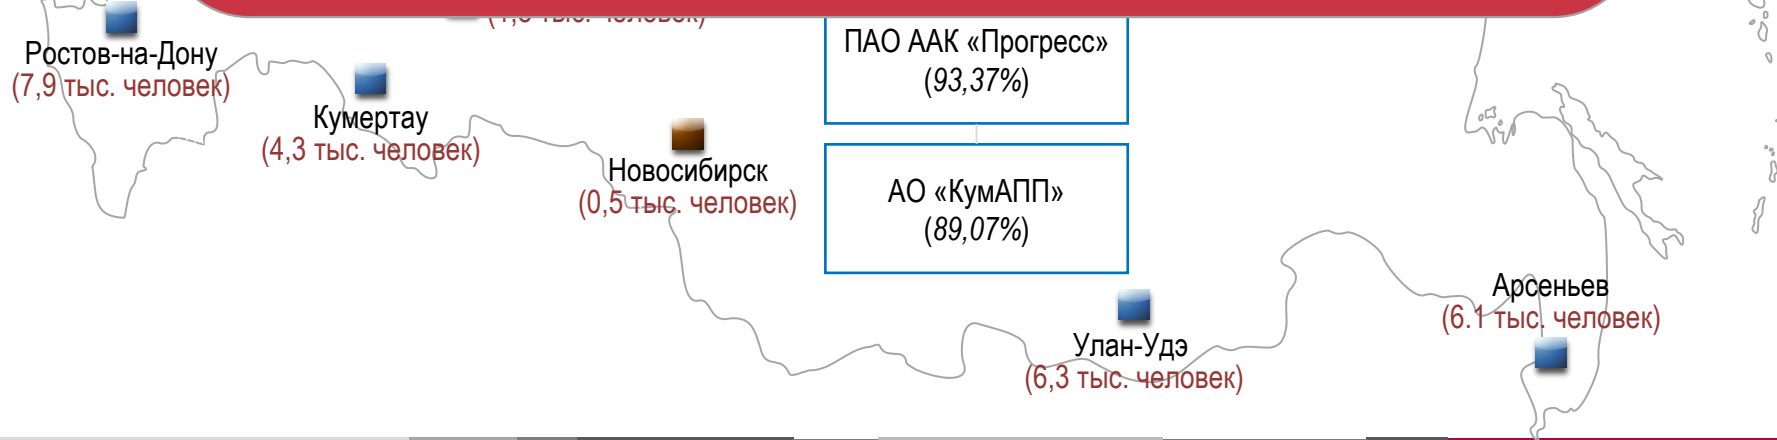 Ростов-на-Дону
(7,9 тыс. человек)
Кумертау
(4,3 тыс. человек)
Новосибирск
(0,5 тыс. человек)
ПАО ААК «Прогресс»
(93,37%)
АО «КумАПП»
(89,07%)
Улан-Удэ
(6,3 тыс. человек)
Арсеньев
(6.1 тыс. человек)